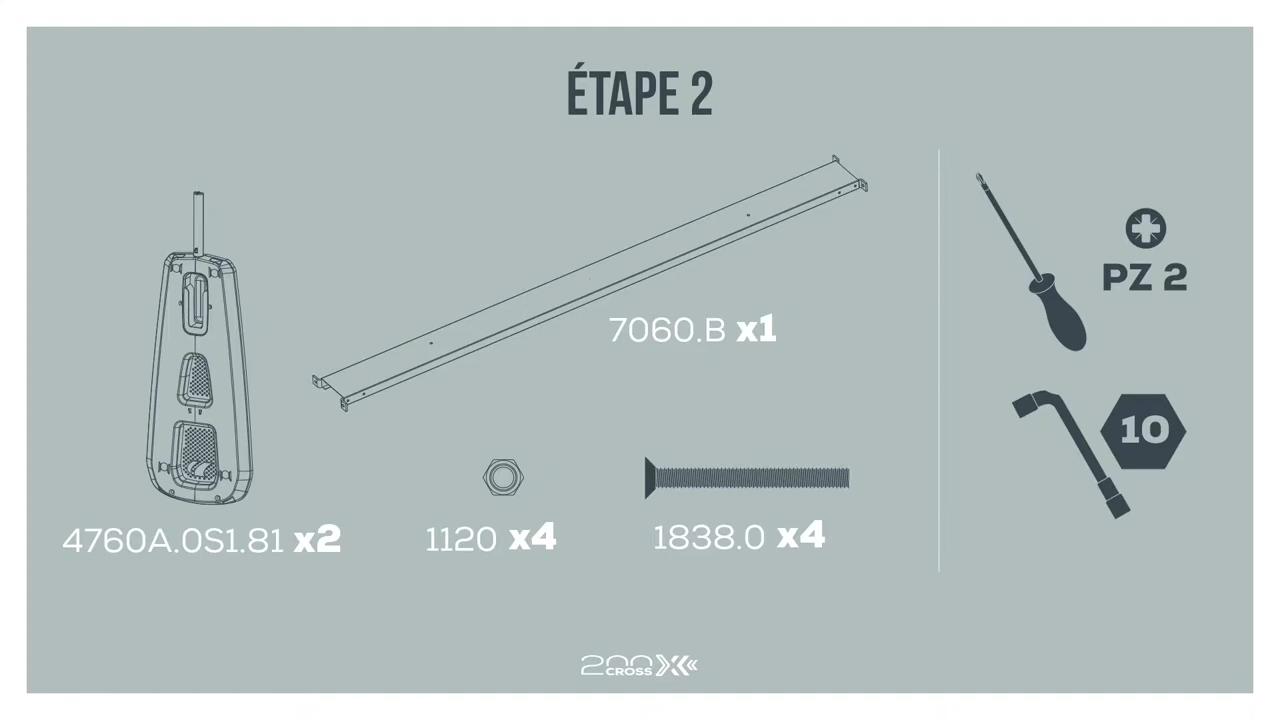 ÉTAPE 2
7060.B x1
4760A.0S1.81 x2
1120 x4
1838.0 x4
PZ 2
10
200
CROSS